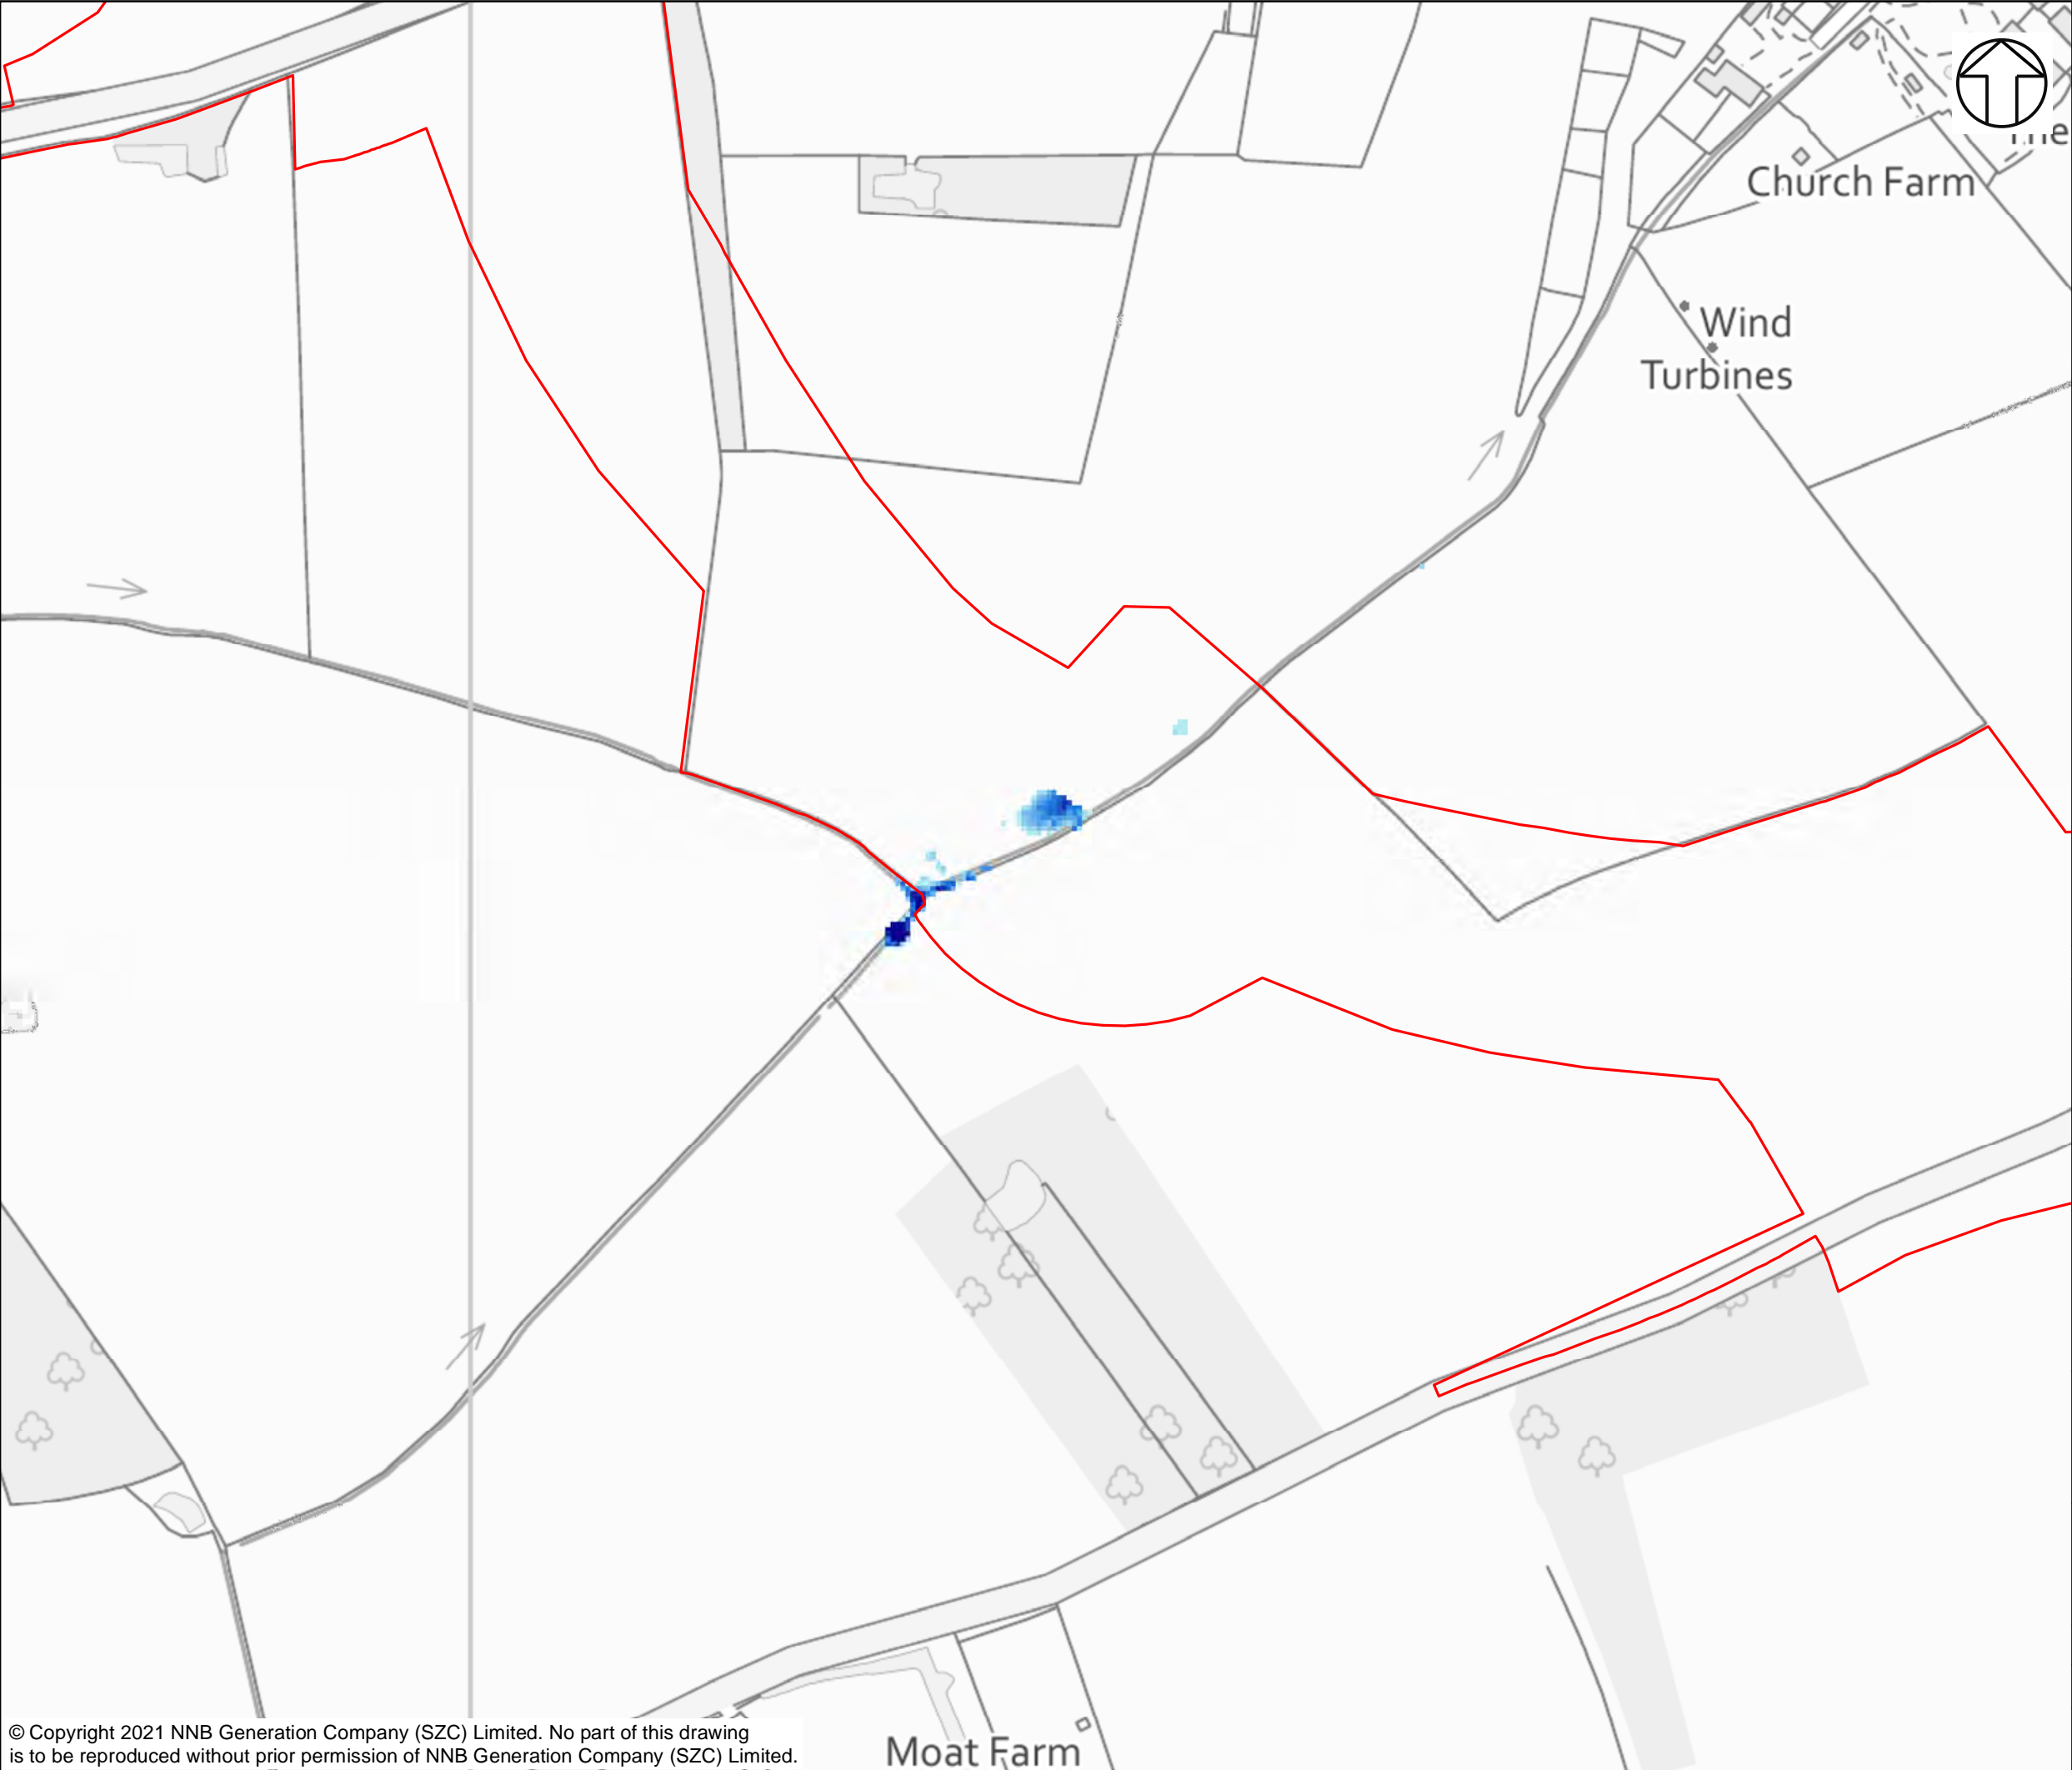 Church Farm
Wind
Turbines
© Copyright 2021 NNB Generation Company (SZC) Limited. No part of this drawing
is to be reproduced without prior permission of NNB Generation Company (SZC) Limited.
Moat Farm